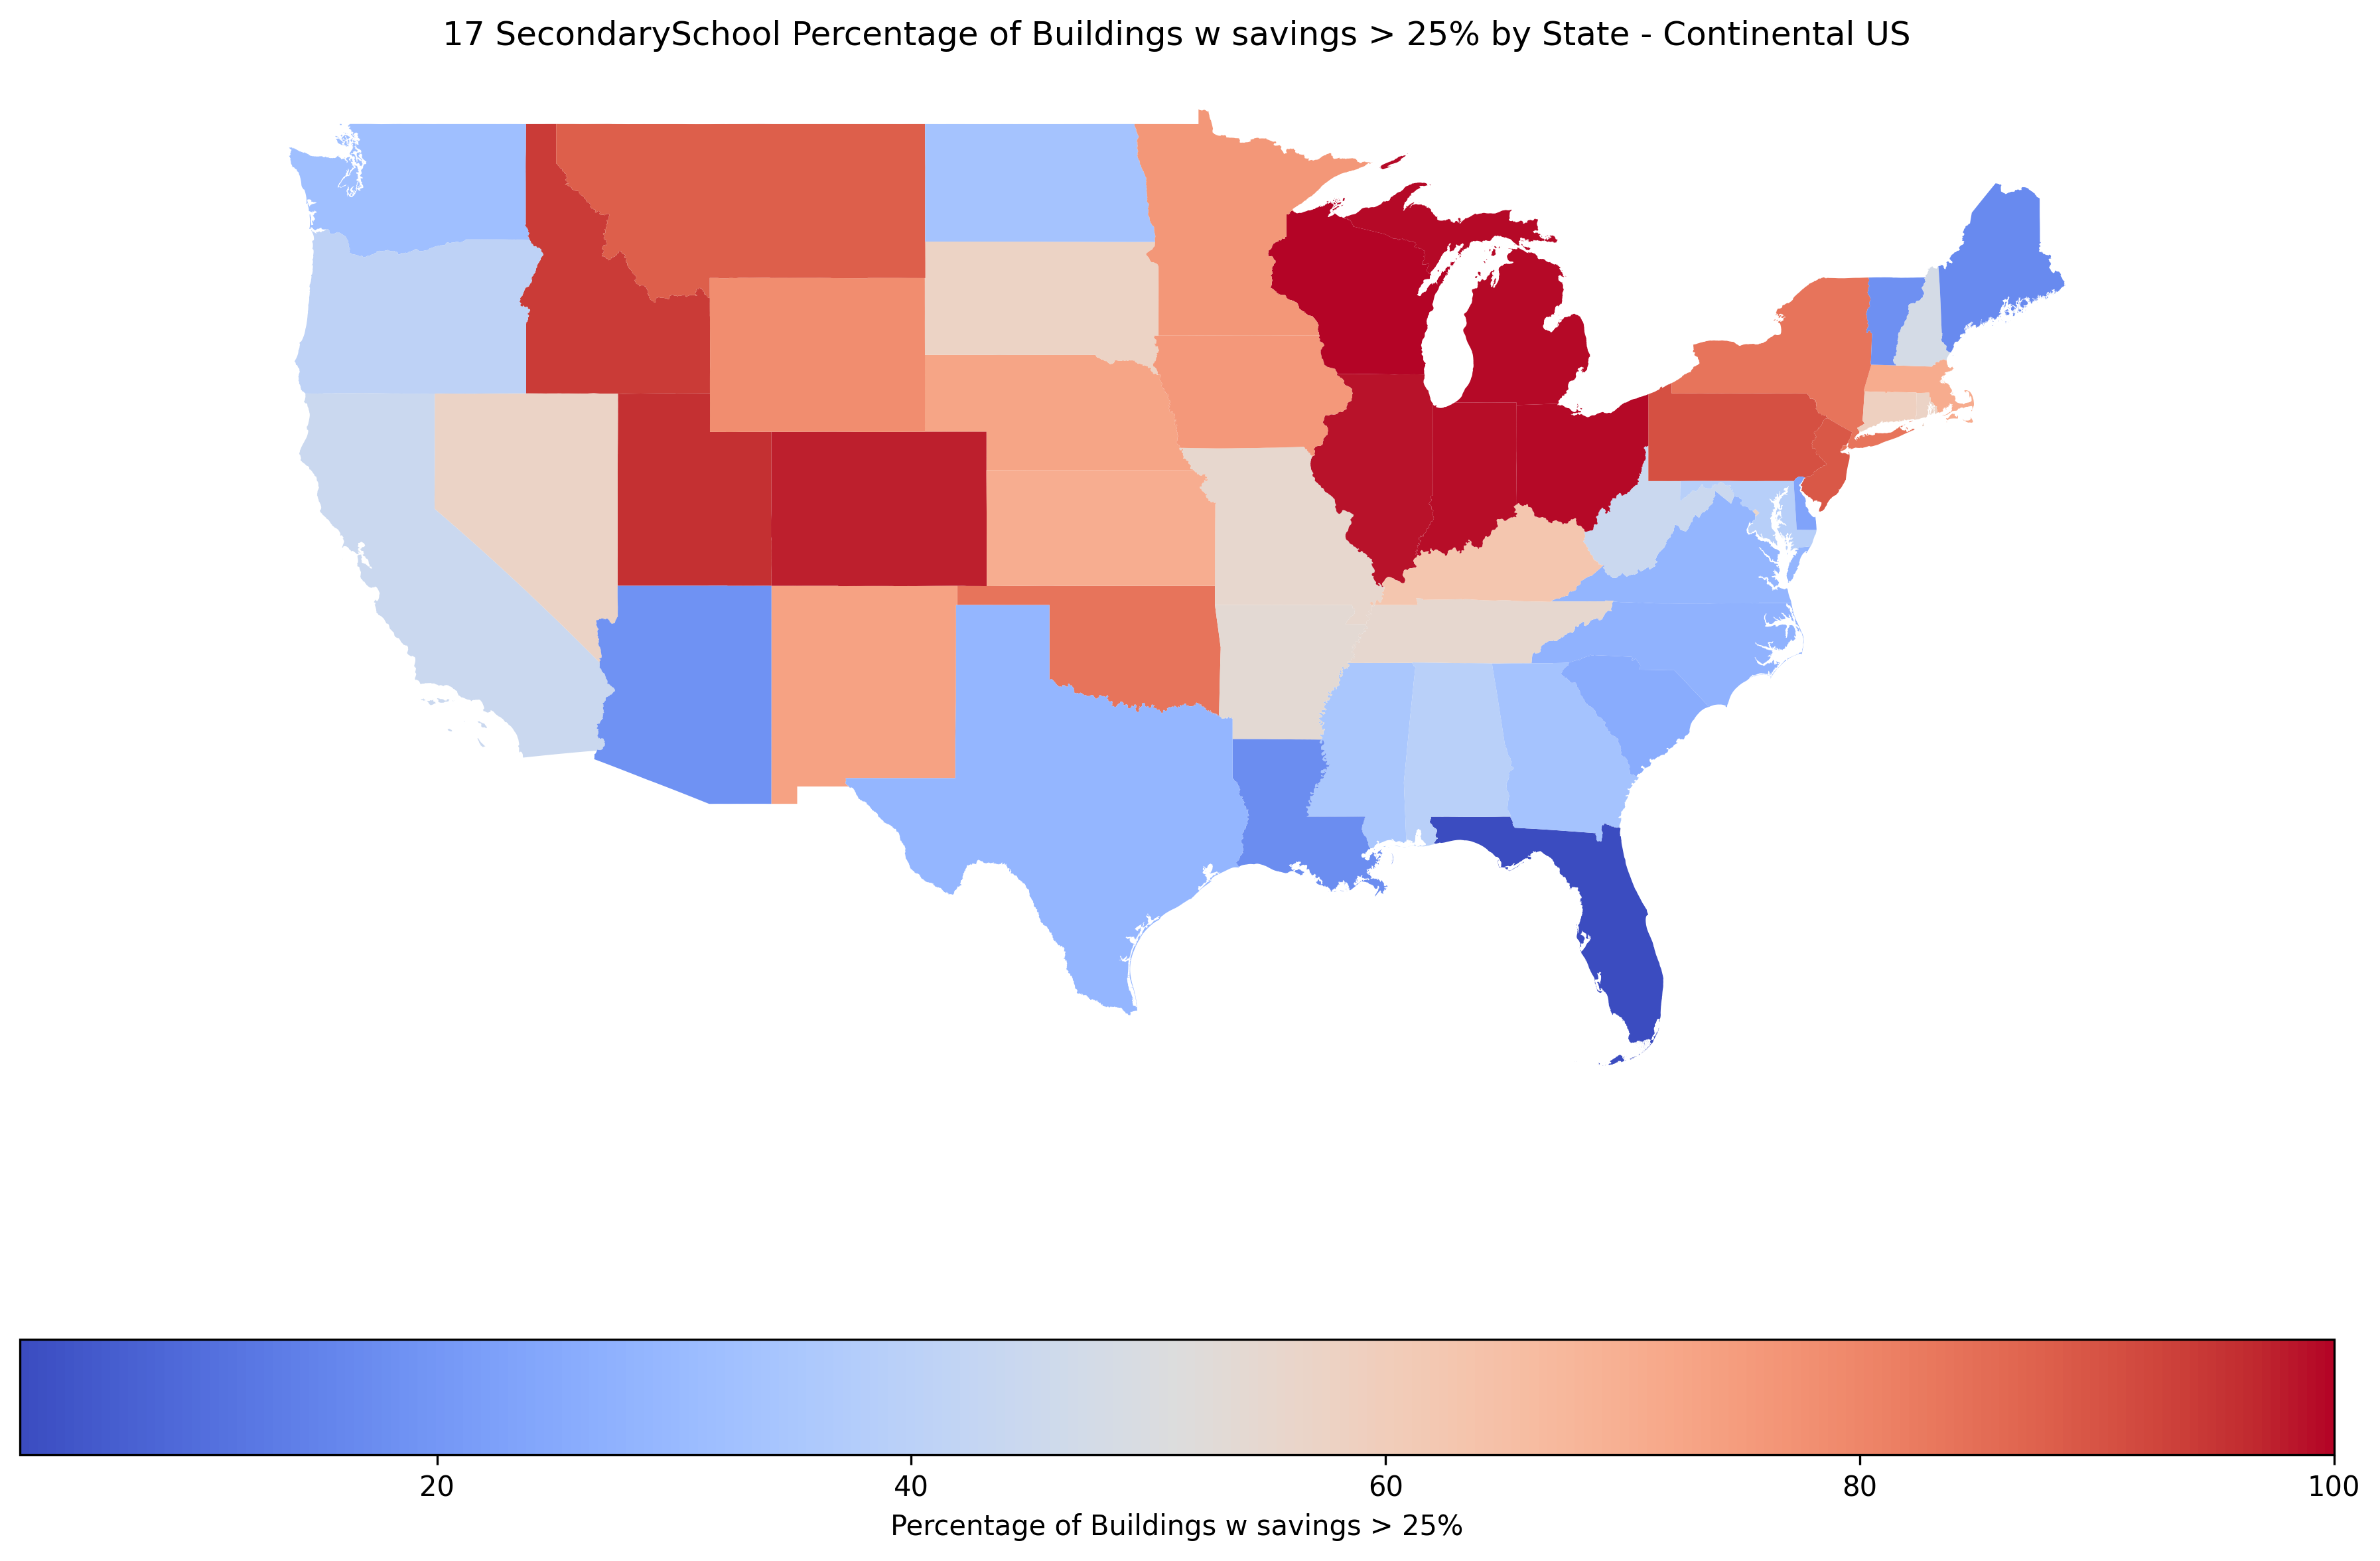 17 SecondarySchool Percentage of Buildings w savings > 25% by State - Continental US
20 40 60 80 100
Percentage of Buildings w savings > 25%